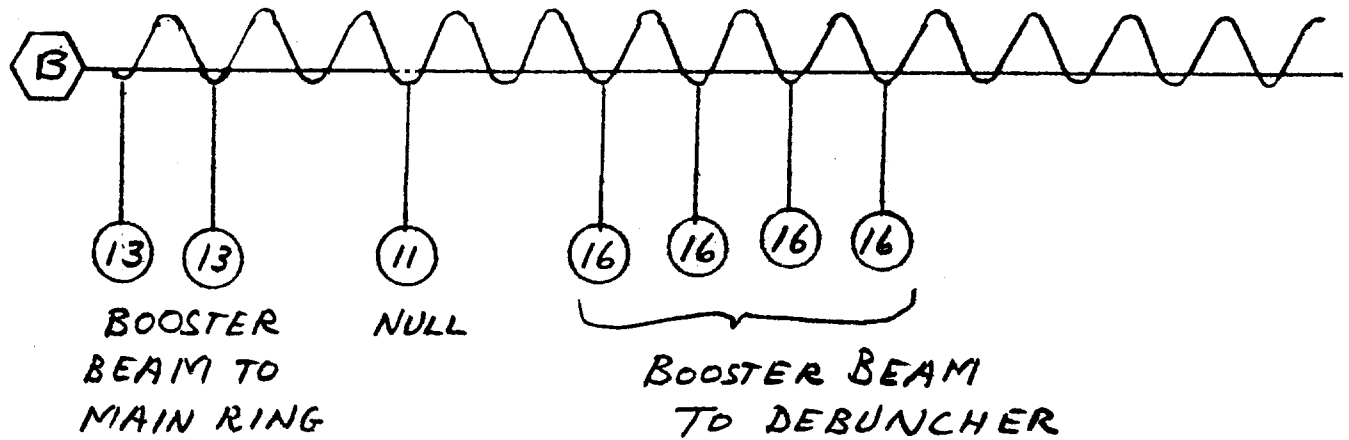 B
13
13
11
16
16
16
16
BOOSTER
BEAM TO
MAIN RING
NULL
BOOSTER BEAM
TO DEBUNCHER